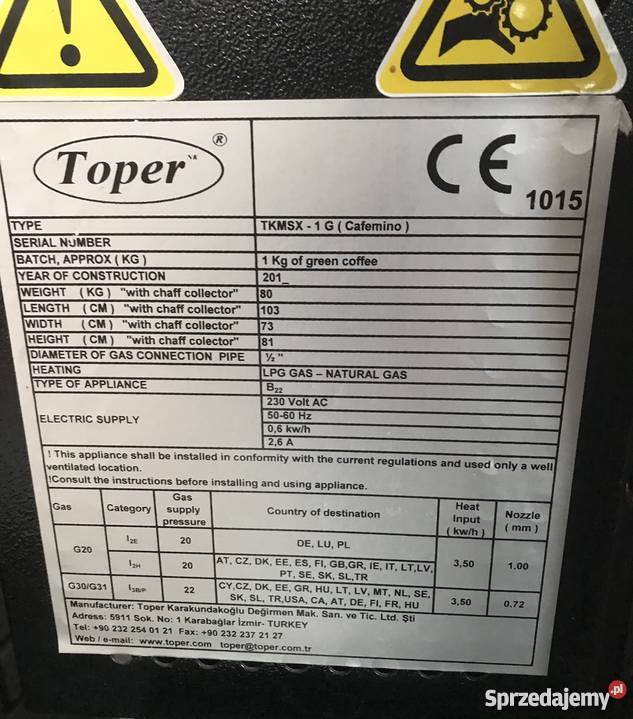 Toper ®
CE 1015
TYPE TKMSX - 1 G ( Cafemino )
SERIAL NUMBER
BATCH, APPROX ( KG ) 1 Kg of green coffee
YEAR OF CONSTRUCTION 201_
WEIGHT ( KG ) "with chaff collector" 80
LENGTH ( CM ) "with chaff collector" 103
WIDTH ( CM ) "with chaff collector" 73
HEIGHT ( CM ) "with chaff colector" 81
DIAMETER OF GAS CONNECTION PIPE ½ "
HEATING LPG GAS – NATURAL GAS
TYPE OF APPLIANCE B22
ELECTRIC SUPPLY 230 Volt AC
50-60 Hz
0,6 kw/h
2,6 A
! This appliance shall be installed in conformity with the current regulations and used only a well
ventilated location.
!Consult the instructions before installing and using appliance.
Gas Category Gas supply pressure Country of destination Heat Input ( kw/h ) Nozzle ( mm )
G20 I2E 20 DE, LU, PL 3,50 1.00
I2H 20 AT, CZ, DK, EE, ES, FI, GB,GR, IE, IT, LT,LV,
PT, SE, SK, SL,TR
G30/G31 I3B/P 22 CY,CZ, DK, EE, GR, HU, LT, LV, MT, NL, SE, 3,50 0.72
SK, SL, TR,USA, CA, AT, DE, FI, FR, HU
Manufacturer: Toper Karakundakoğlu Değirmen Mak. San. ve Tic. Ltd. Şti
Adress: 5911 Sok. No: 1 Karabağlar İzmir- TURKEY
Tel: +90 232 254 01 21 Fax: +90 232 237 21 27
Web / e-mail: www.toper.com toper@toper.com.tr
Sprzedajemy.pl